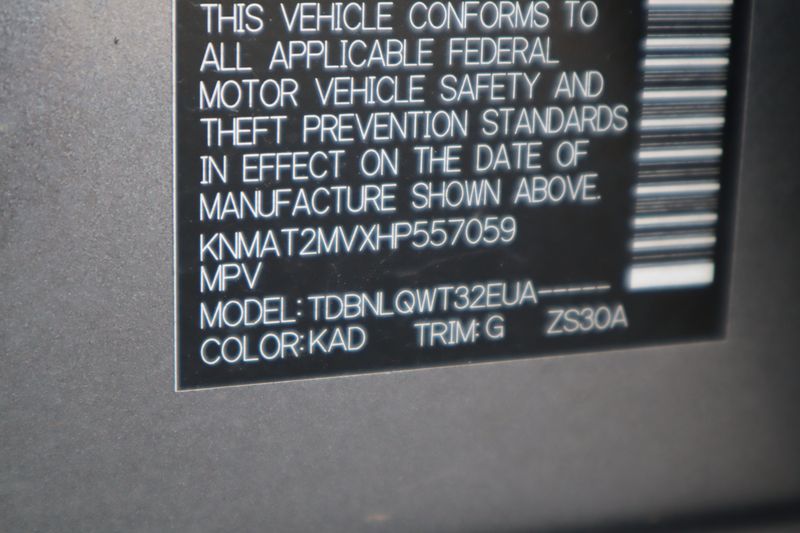 THIS VEHICLE CONFORMS TO
ALL APPLICABLE FEDERAL
MOTOR VEHICLE SAFETY AND
THEFT PREVENTION STANDARDS
IN EFFECT ON THE DATE OF
MANUFACTURE SHOWN ABOVE.
KNMAT2MVXHP557059
MPV
MODEL: TDBNLQWT32EUA-----
COLOR: KAD TRIM: G ZS30A